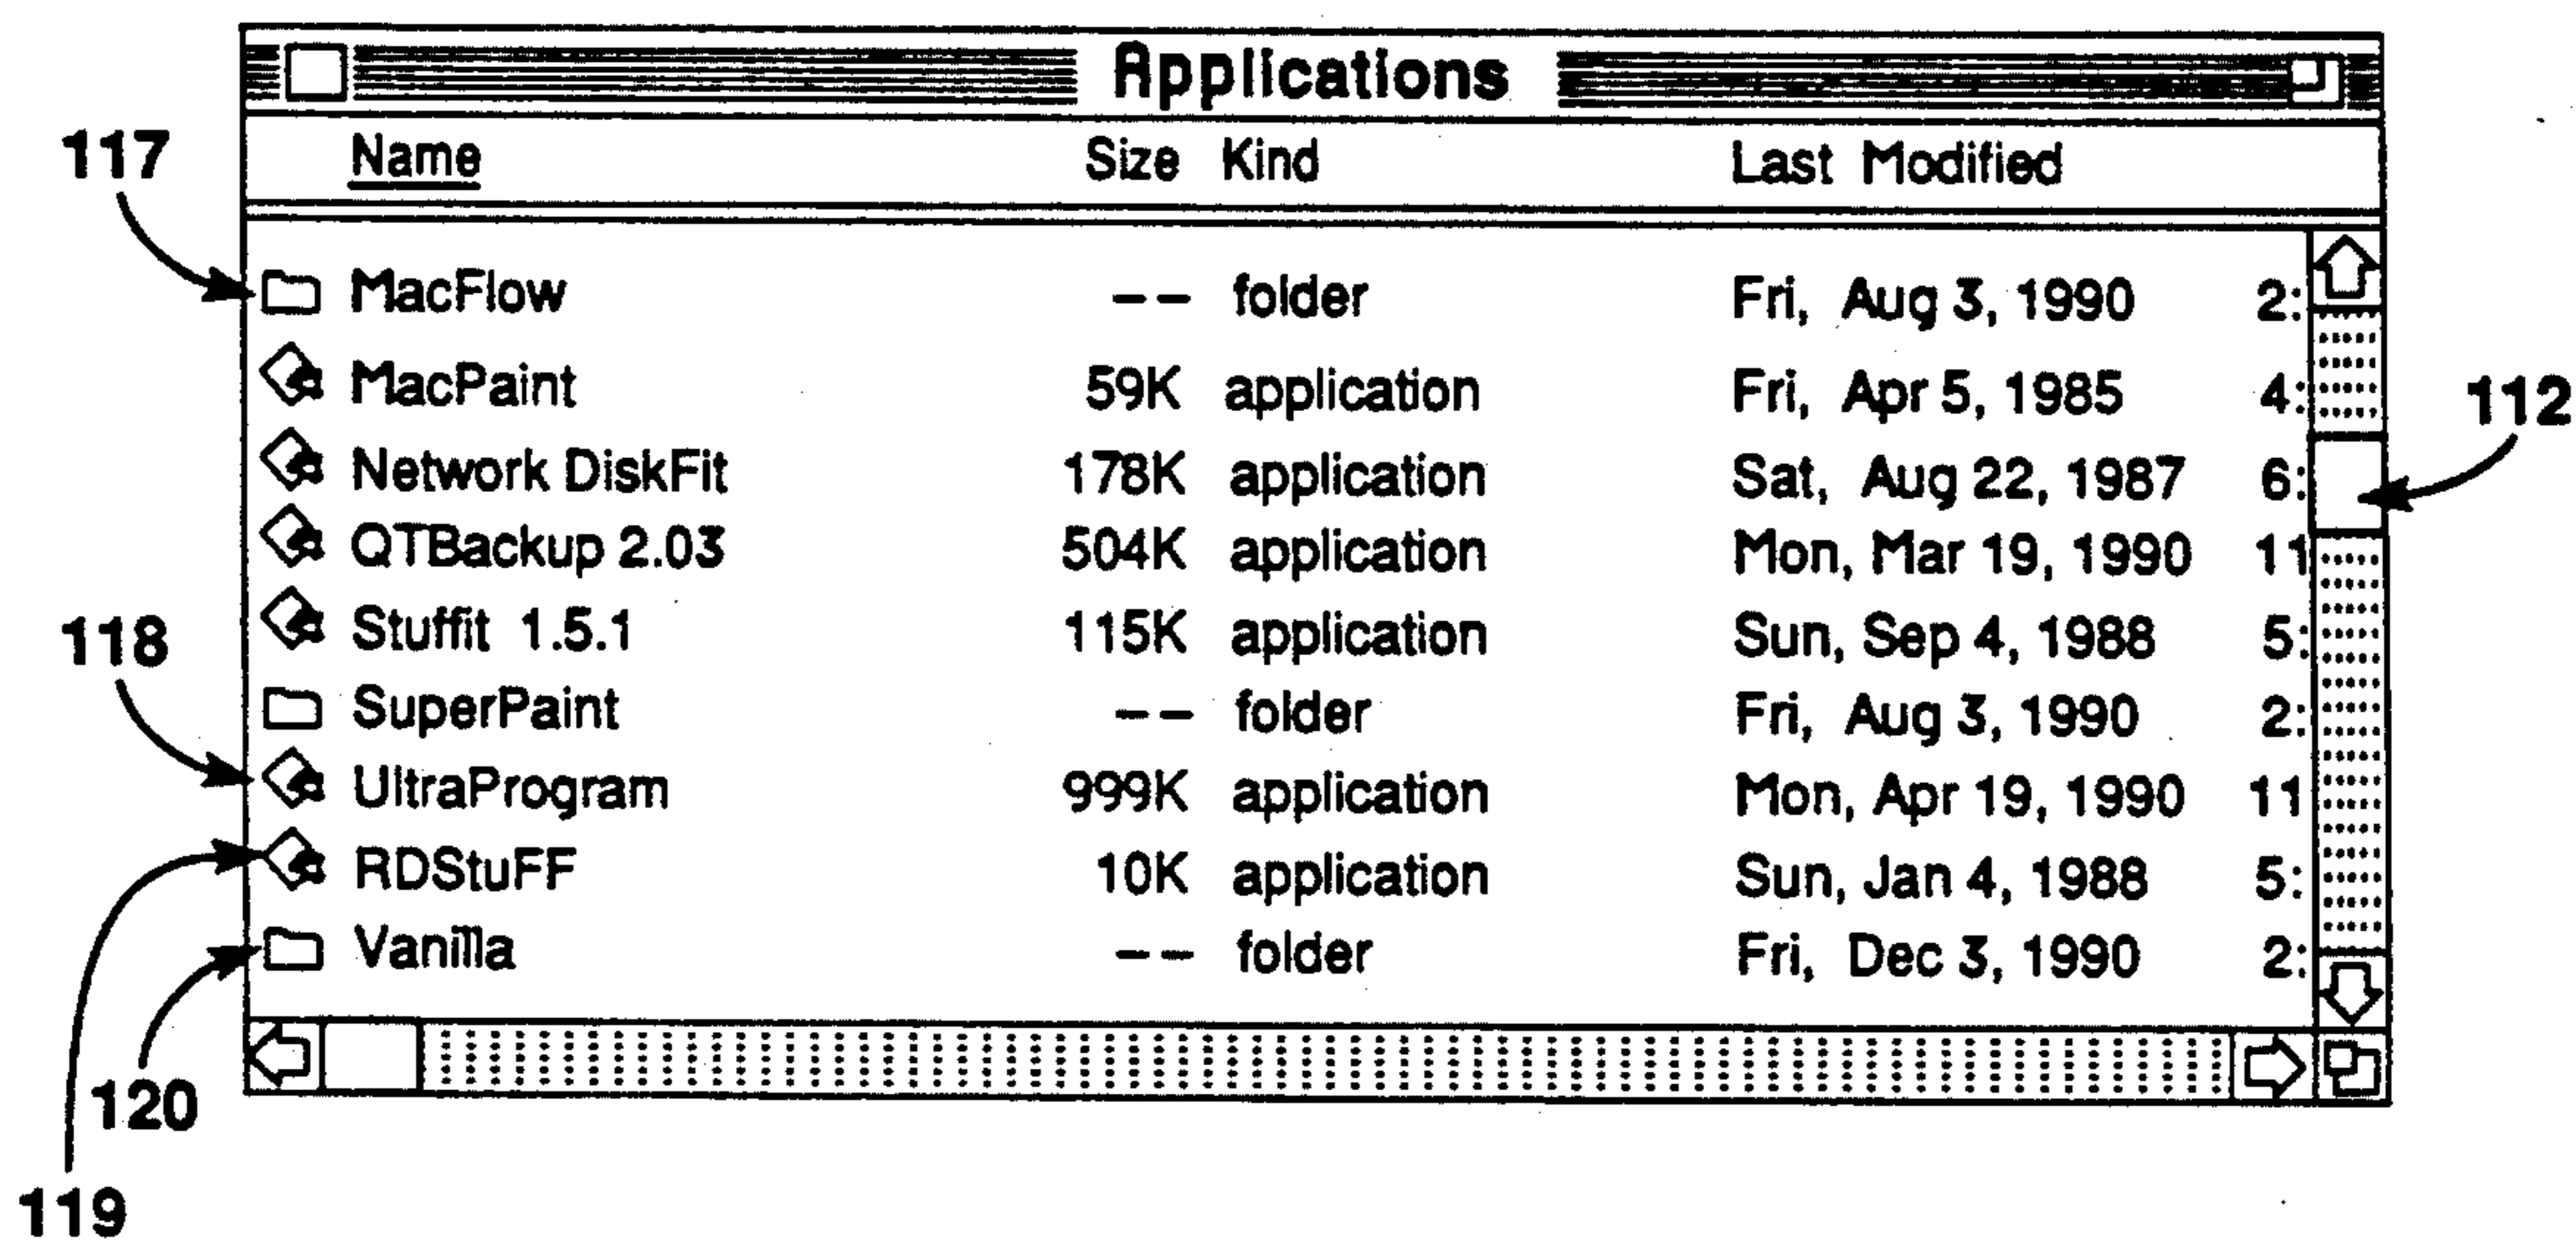 Applications
117 Name Size Kind Last Modified
MacFlow -- folder Fri, Aug 3, 1990 2:
MacPaint 59K application Fri, Apr 5, 1985 4: 112
Network DiskFit 178K application Sat, Aug 22, 1987 6:
QTBackup 2.03 504K application Mon, Mar 19, 1990 11
118 Stuffit 1.5.1 115K application Sun, Sep 4, 1988 5:
SuperPaint -- folder Fri, Aug 3, 1990 2:
UltraProgram 999K application Mon, Apr 19, 1990 11
RDStuFF 10K application Sun, Jan 4, 1988 5:
Vanilla -- folder Fri, Dec 3, 1990 2:
120
119